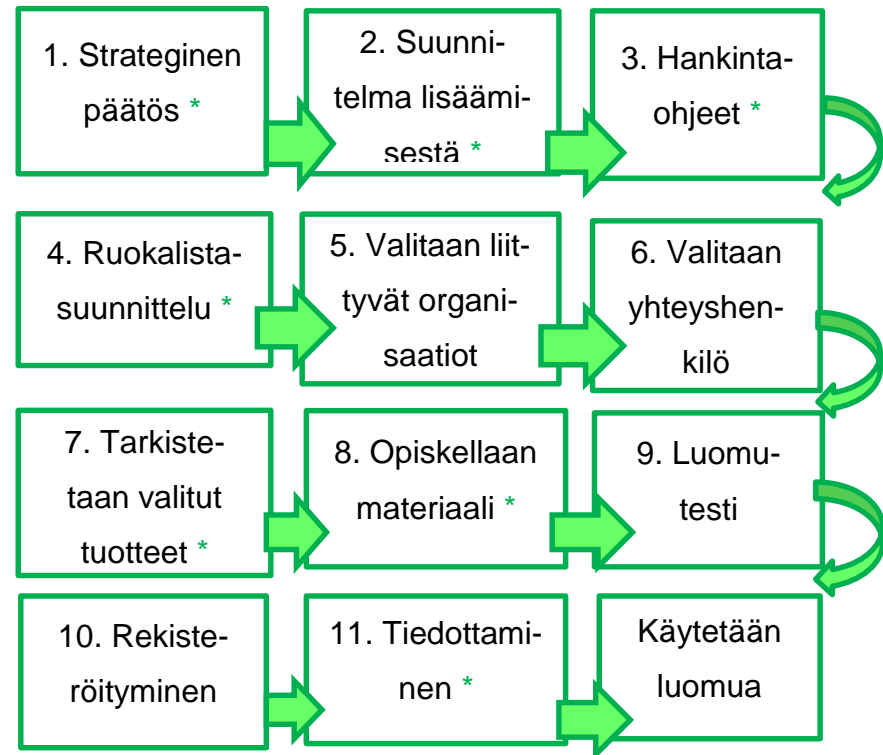 1. Strateginen
päätös *
2. Suunni-
telma lisäämi-
sestä *
3. Hankinta-
ohjeet *
4. Ruokalista-
suunnittelu *
5. Valitaan liit-
tyvät organi-
saatiot
6. Valitaan
yhteyshen-
kilö
7. Tarkiste-
taan valitut
tuotteet *
8. Opiskellaan
materiaali *
9. Luomu-
testi
10. Rekiste-
röityminen
11. Tiedottami-
nen *
Käytetään
luomua